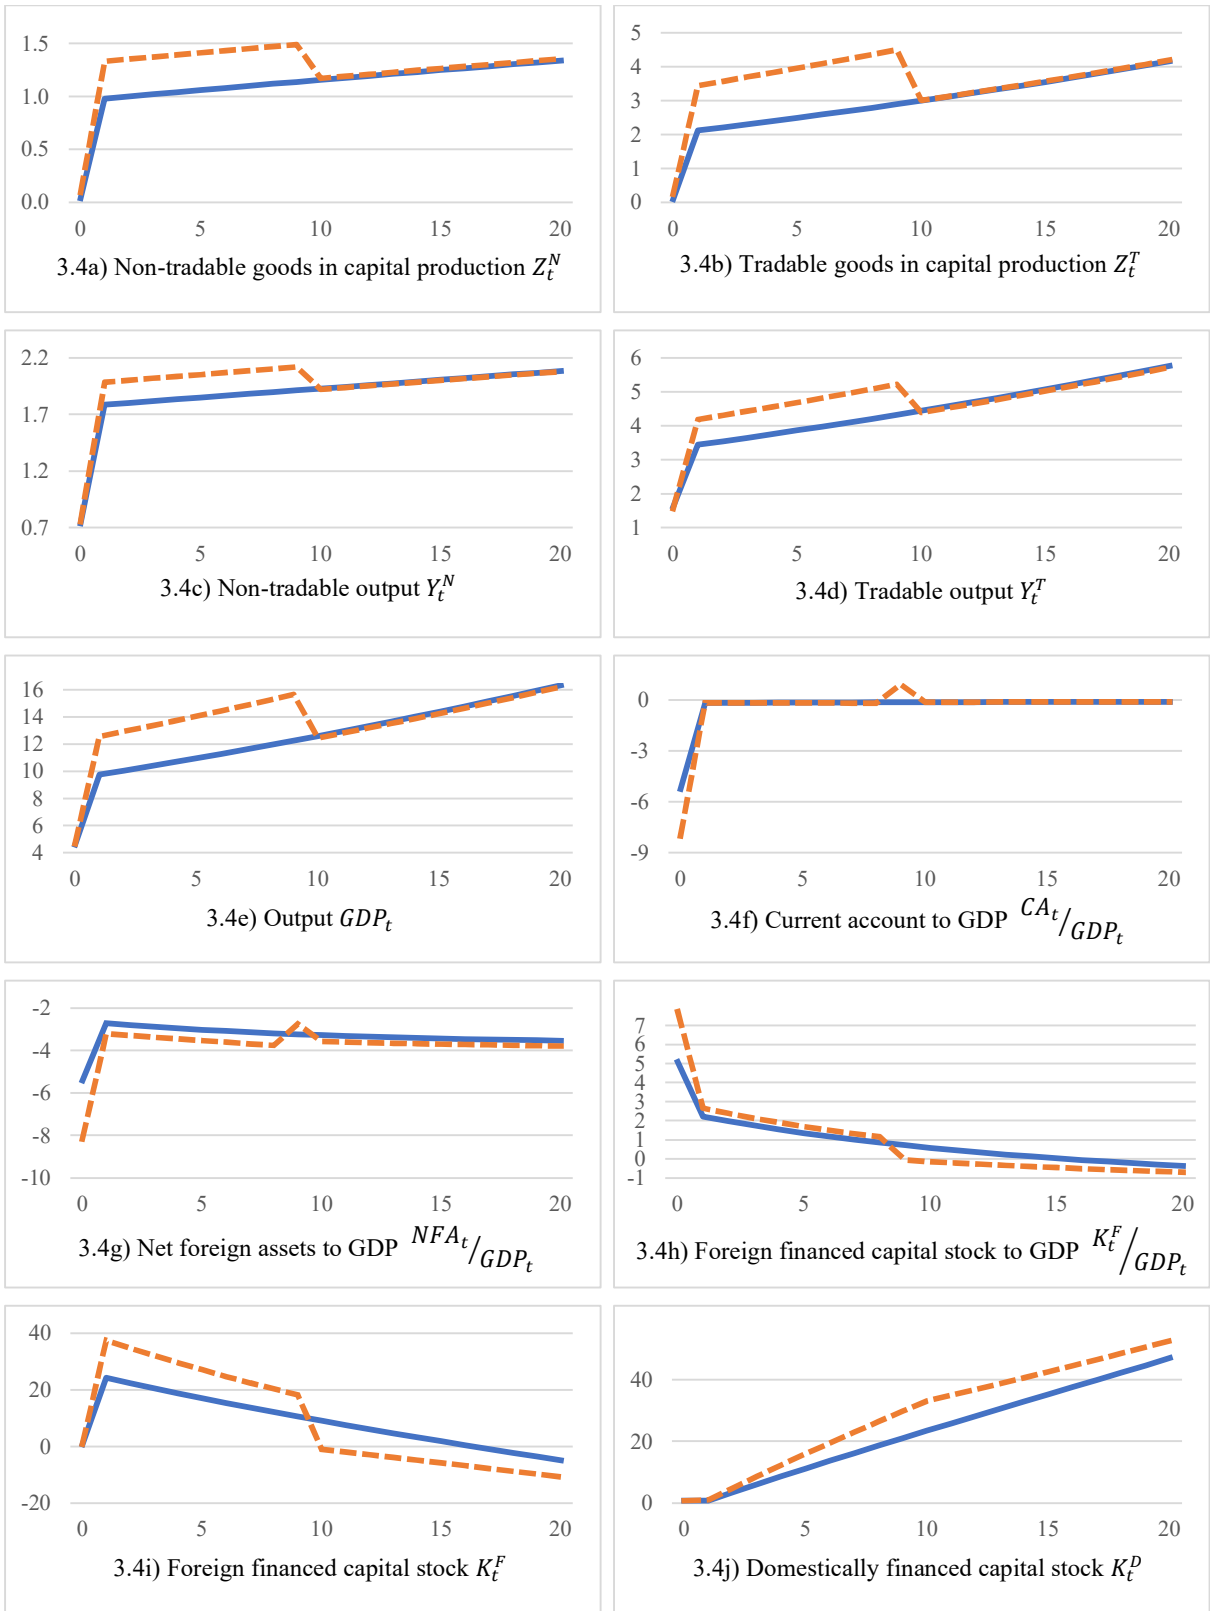 1.5
1.0
0.5
0.0
0 5 10 15 20
3.4a) Non-tradable goods in capital production Z_t^N
5
4
3
2
1
0
0 5 10 15 20
3.4b) Tradable goods in capital production Z_t^T
2.2
1.7
1.2
0.7
0 5 10 15 20
3.4c) Non-tradable output Y_t^N
6
5
4
3
2
1
0 5 10 15 20
3.4d) Tradable output Y_t^T
16
14
12
10
8
6
4
0 5 10 15 20
3.4e) Output GDP_t
0
-3
-6
-9
0 5 10 15 20
3.4f) Current account to GDP CA_t/GDP_t
-2
-4
-6
-8
-10
0 5 10 15 20
3.4g) Net foreign assets to GDP NFA_t/GDP_t
7
6
5
4
3
2
1
0
-1
0 5 10 15 20
3.4h) Foreign financed capital stock to GDP K_t^F/GDP_t
40
20
0
-20
0 5 10 15 20
3.4i) Foreign financed capital stock K_t^F
40
20
0
0 5 10 15 20
3.4j) Domestically financed capital stock K_t^D